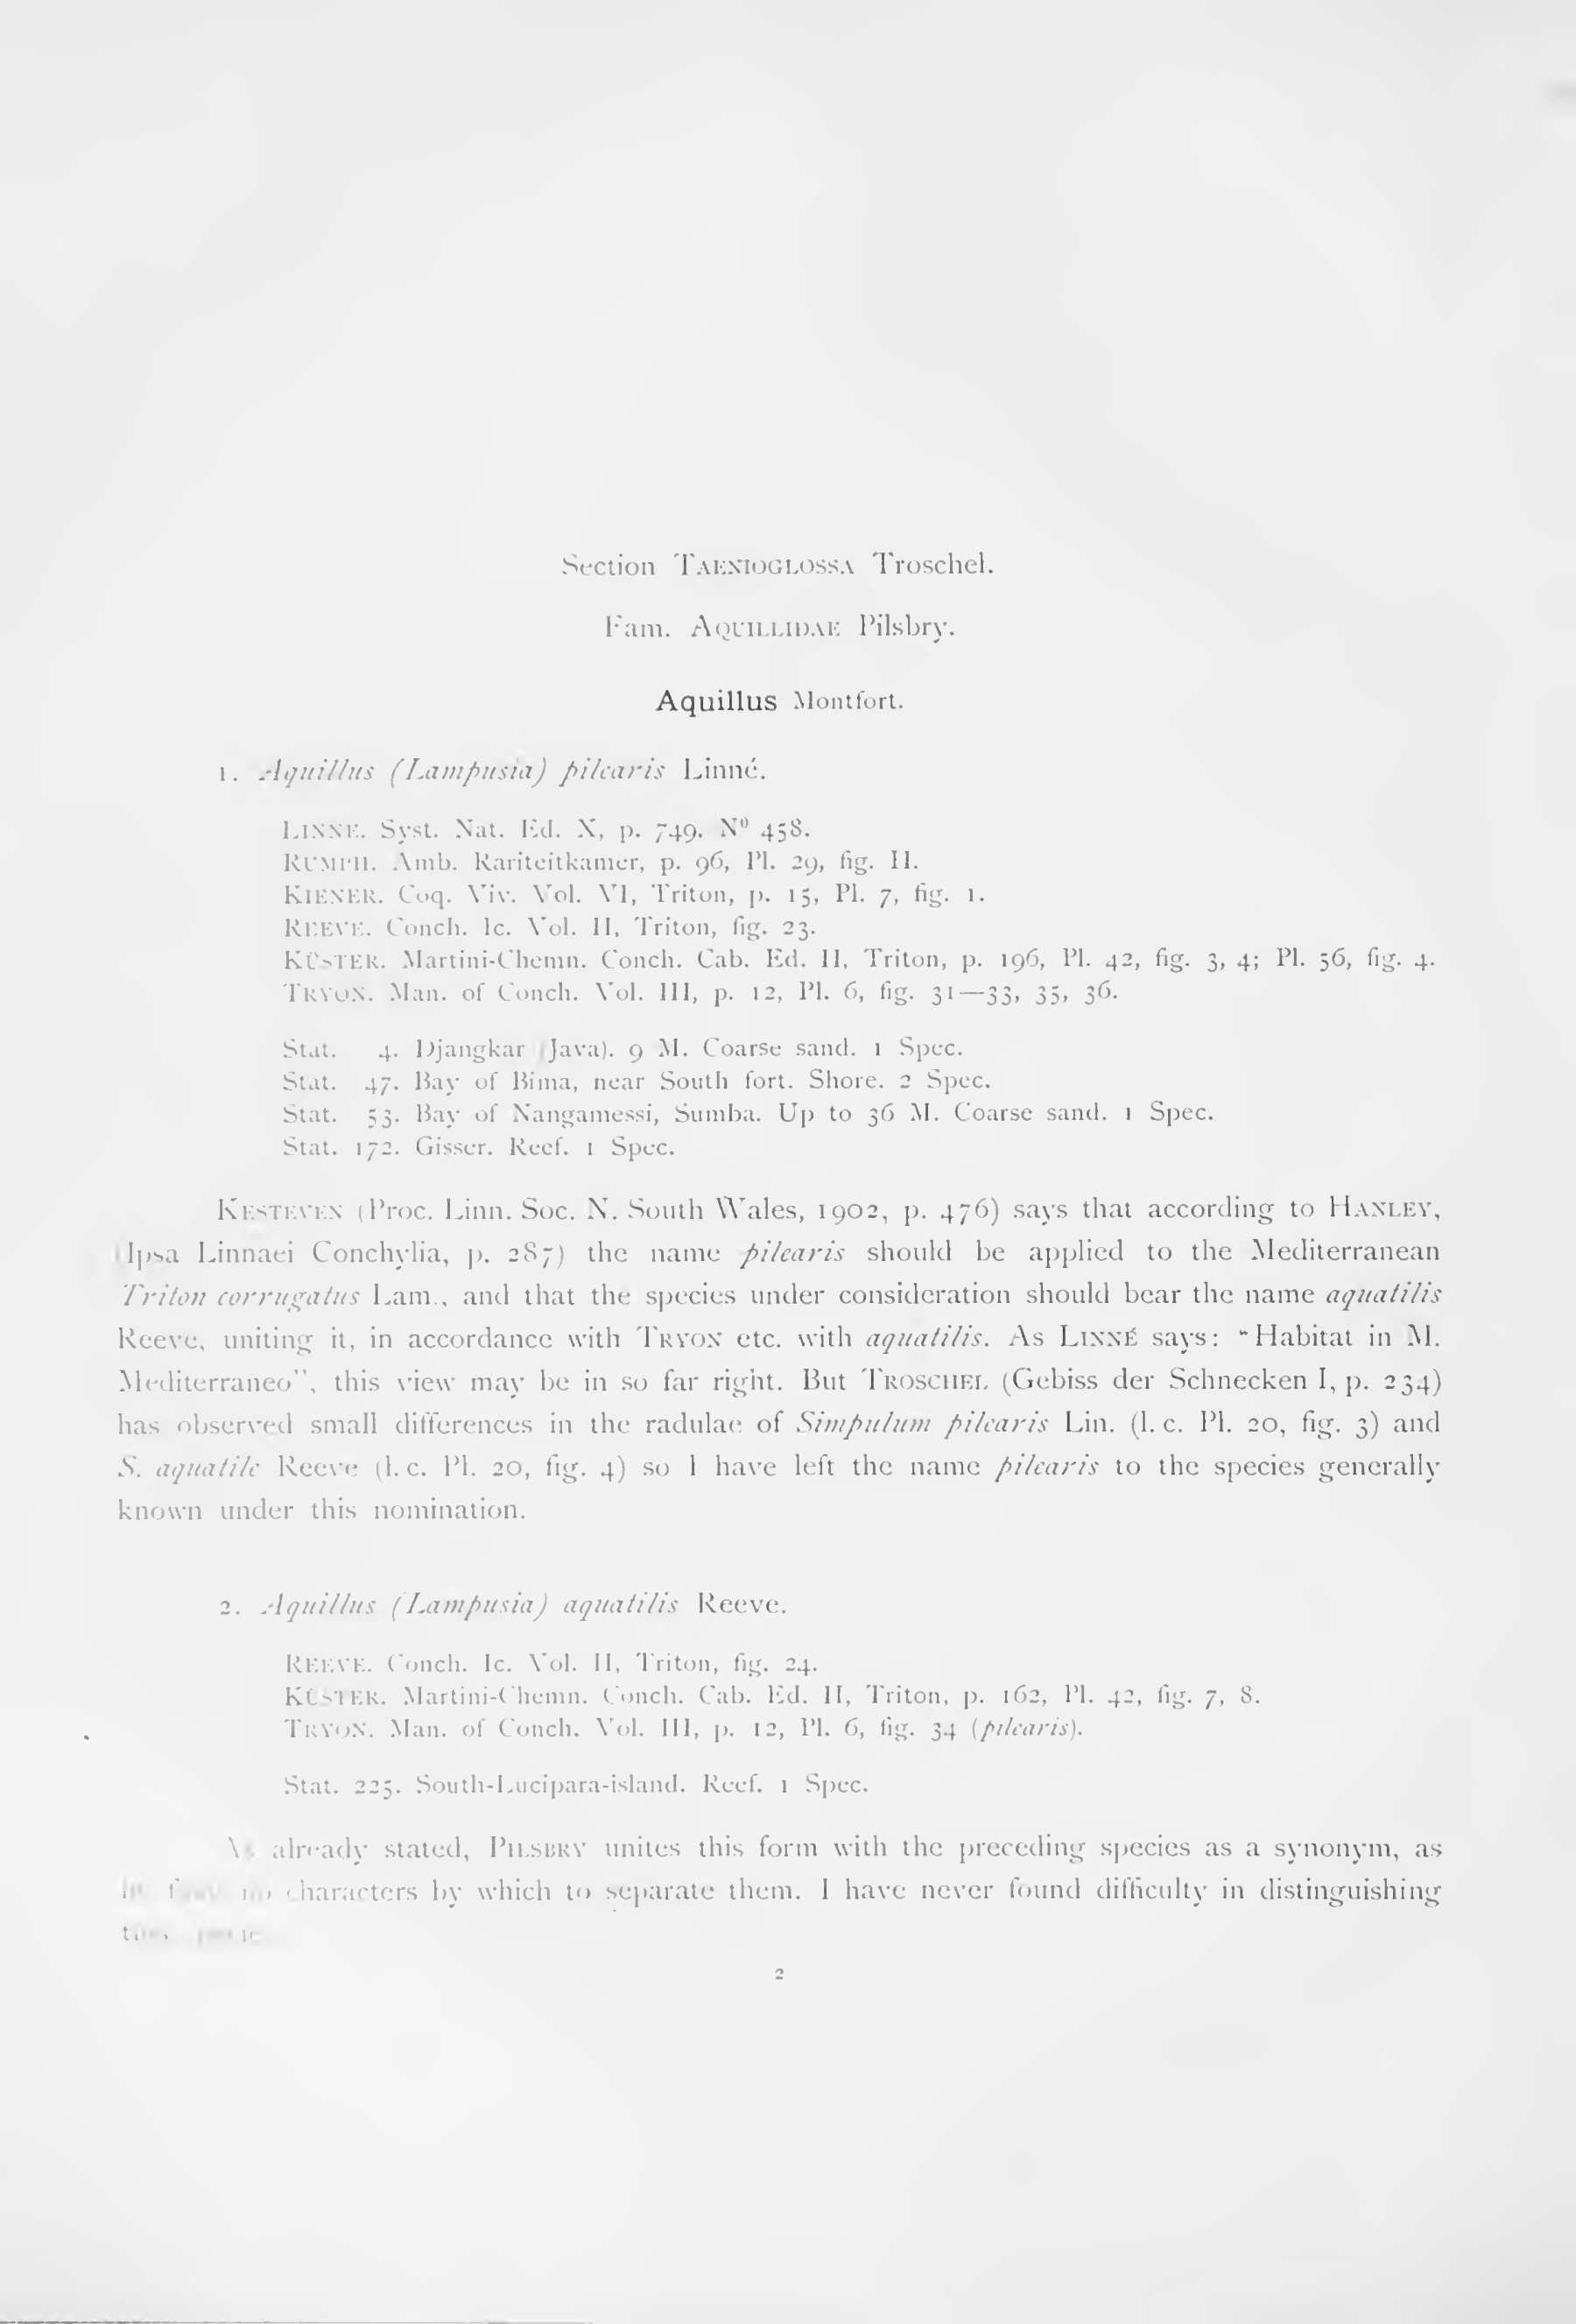 Section TAENIOGLOSSA Troschel.
Fam. AQUILLIDAE Pilsbry.
Aquillus Montfort.
1. Aquillus (Lampusia) pilearis Linné.
LINNÉ. Syst. Nat. Ed. X, p. 749, N⁰ 458.
RUMPH. Amb. Rariteitkamer, p. 96, Pl. 29, fig. H.
KIENER. Coq. Viv. Vol. VI, Triton, p. 15, Pl. 7, fig. 1.
REEVE. Conch. Ic. Vol. II, Triton, fig. 23.
KÜSTER. Martini-Chemn. Conch. Cab. Ed. II, Triton, p. 196, Pl. 42, fig. 3, 4; Pl. 56, fig. 4.
TRYON. Man. of Conch. Vol. III, p. 12, Pl. 6, fig. 31—33, 35, 36.
Stat. 4. Djangkar (Java). 9 M. Coarse sand. 1 Spec.
Stat. 47. Bay of Bima, near South fort. Shore. 2 Spec.
Stat. 53. Bay of Nangamessi, Sumba. Up to 36 M. Coarse sand. 1 Spec.
Stat. 172. Gisser. Reef. 1 Spec.
KESTEVEN (Proc. Linn. Soc. N. South Wales, 1902, p. 476) says that according to HANLEY,
(Ipsa Linnaei Conchylia, p. 287) the name pilearis should be applied to the Mediterranean
Triton corrugatus Lam., and that the species under consideration should bear the name aquatilis
Reeve, uniting it, in accordance with TRYON etc. with aquatilis. As LINNÉ says: "Habitat in M.
Mediterraneo", this view may be in so far right. But TROSCHEL (Gebiss der Schnecken I, p. 234)
has observed small differences in the radulae of Simpulum pilearis Lin. (l. c. Pl. 20, fig. 3) and
S. aquatile Reeve (l. c. Pl. 20, fig. 4) so I have left the name pilearis to the species generally
known under this nomination.
2. Aquillus (Lampusia) aquatilis Reeve.
REEVE. Conch. Ic. Vol. II, Triton, fig. 24.
KÜSTER. Martini-Chemn. Conch. Cab. Ed. II, Triton, p. 162, Pl. 42, fig. 7, 8.
TRYON. Man. of Conch. Vol. III, p. 12, Pl. 6, fig. 34 (pilearis).
Stat. 225. South-Lucipara-island. Reef. 1 Spec.
As already stated, PILSBRY unites this form with the preceding species as a synonym, as
no characters by which to separate them. I have never found difficulty in distinguishing
2